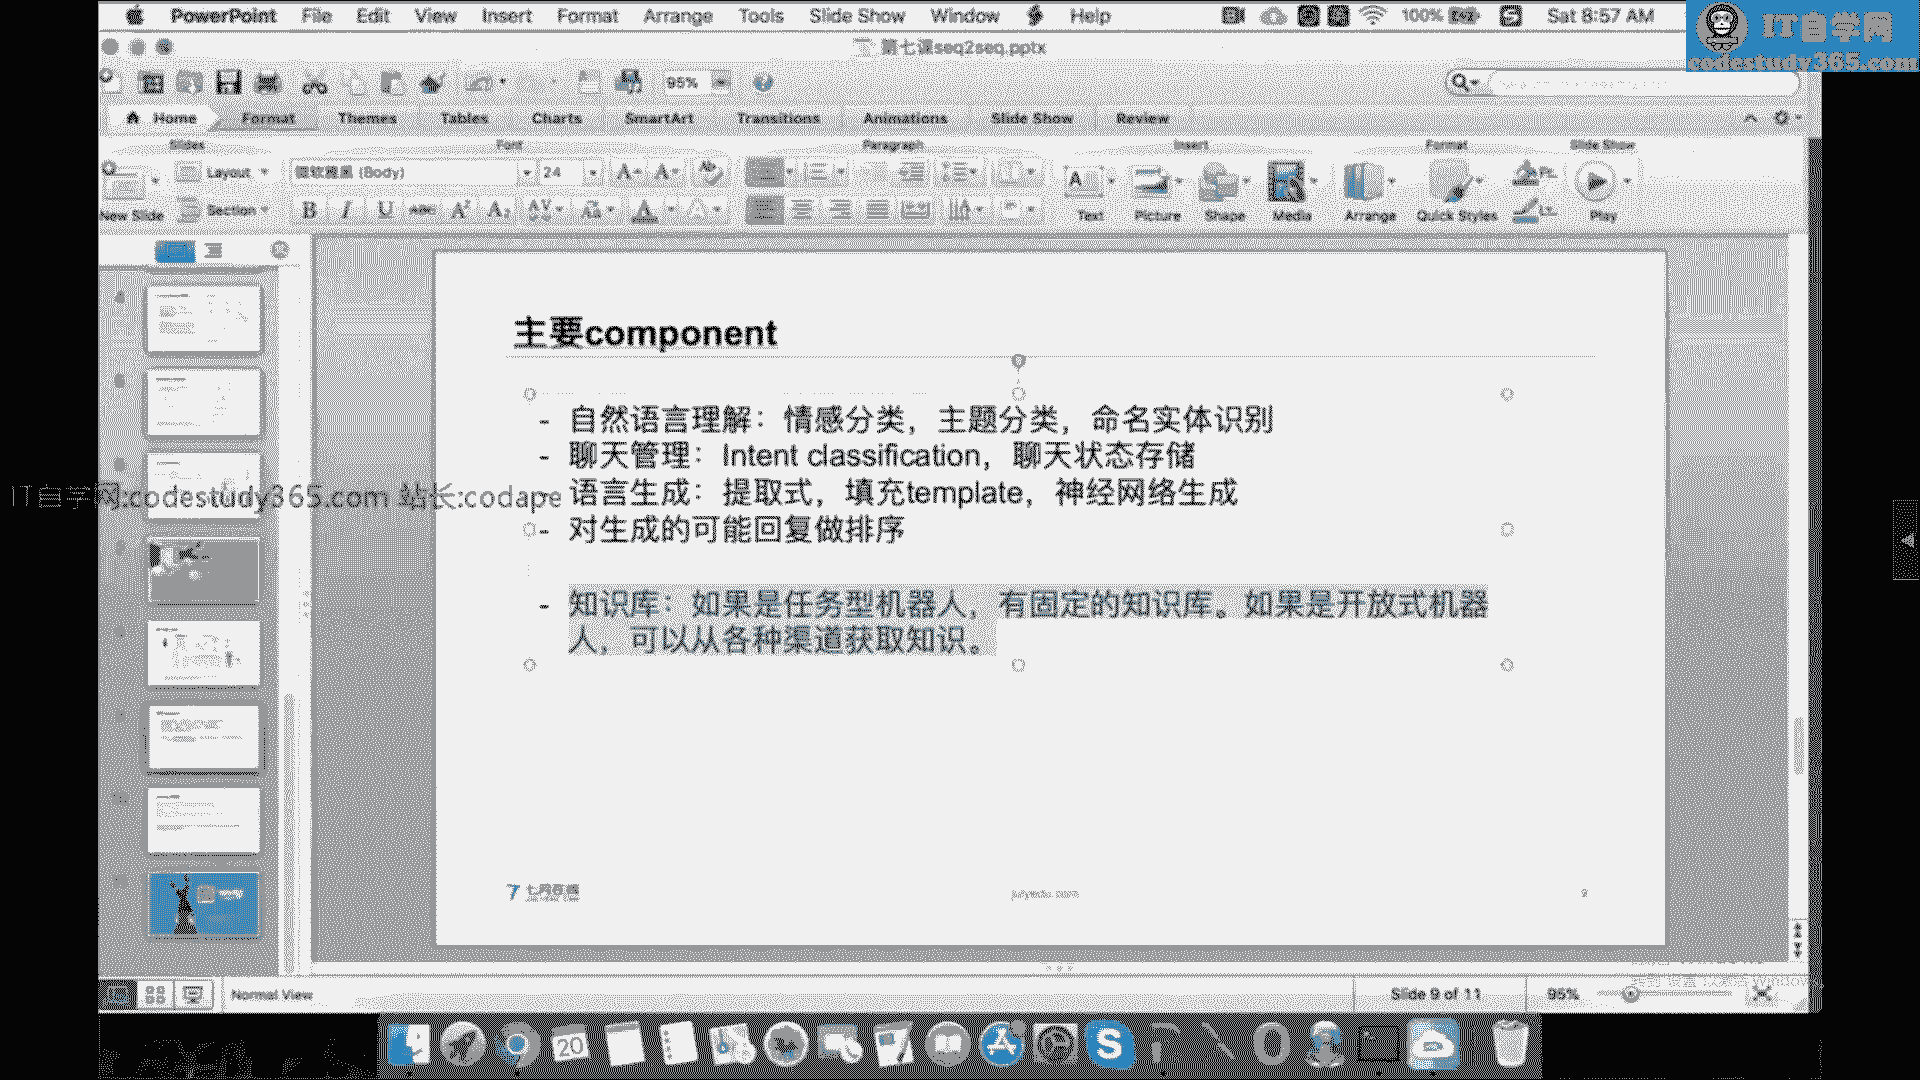 PowerPoint File Edit View Insert Format Arrange Tools Slide Show Window Help 100% Sat 8:57 AM
IT自学网
codestudy365.com
第七课seq2seq.pptx
95%
Home Format Themes Tables Charts SmartArt Transitions Animations Slide Show Review
Slides Font Paragraph Insert Format Slide Show
Layout
微软雅黑 (Body) 24
New Slide Section
Text Picture Shape Media Arrange Quick Styles Play
主要component
- 自然语言理解：情感分类，主题分类，命名实体识别
- 聊天管理：Intent classification，聊天状态存储
IT自学网:codestudy365.com 站长:codape
- 语言生成：提取式，填充template，神经网络生成
- 对生成的可能回复做排序
- 知识库：如果是任务型机器人，有固定的知识库。如果是开放式机器
人，可以从各种渠道获取知识。
7 七月在线 julyedu.com 9
Normal View Slide 9 of 11 95%
20